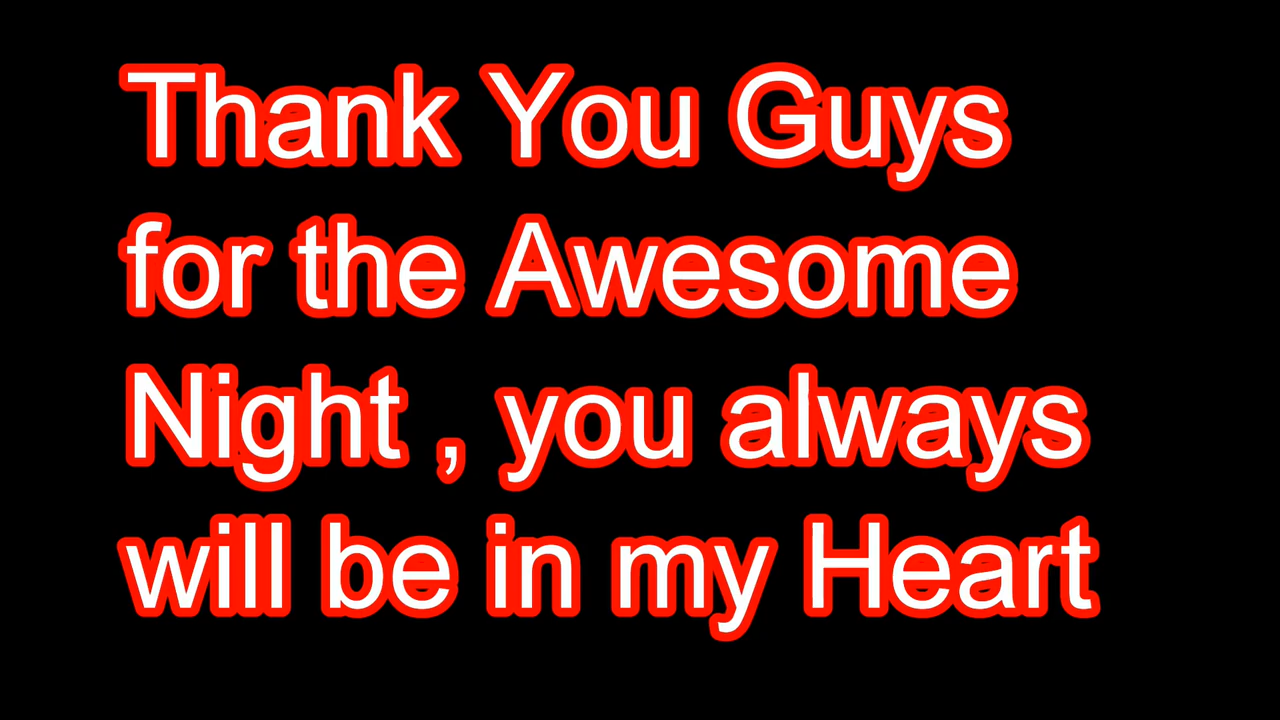 Thank You Guys
for the Awesome
Night , you always
will be in my Heart